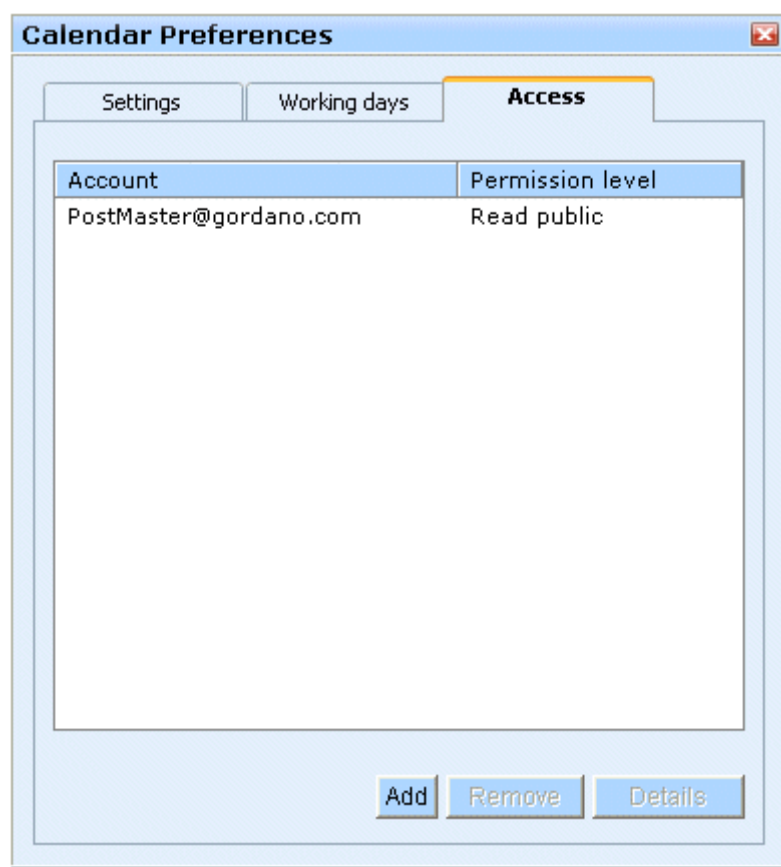 Calendar Preferences
Settings Working days Access
Account Permission level
PostMaster@gordano.com Read public
Add Remove Details